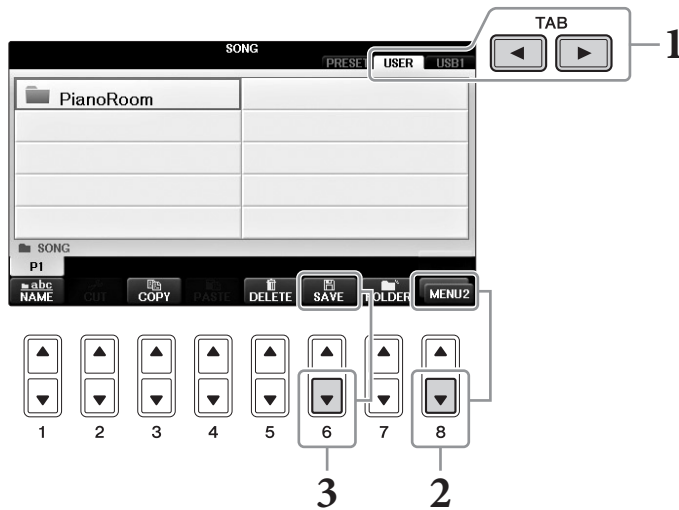 TAB
1
SONG
PRESET USER USB1
PianoRoom
SONG
P1
abc
NAME CUT COPY PASTE DELETE SAVE FOLDER MENU2
1 2 3 4 5 6 7 8
3 2